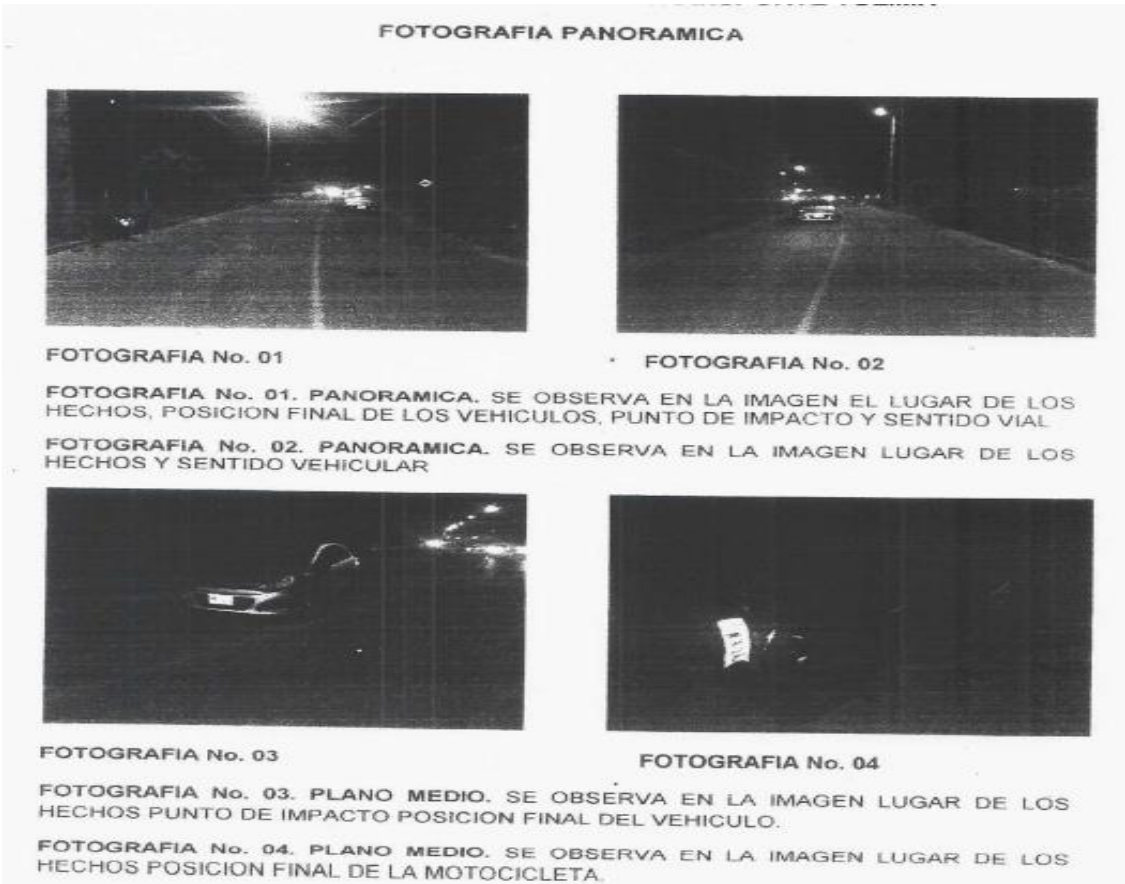 FOTOGRAFIA PANORAMICA
FOTOGRAFIA No. 01
FOTOGRAFIA No. 02
FOTOGRAFIA No. 01. PANORAMICA. SE OBSERVA EN LA IMAGEN EL LUGAR DE LOS
HECHOS, POSICION FINAL DE LOS VEHICULOS, PUNTO DE IMPACTO Y SENTIDO VIAL
FOTOGRAFIA No. 02. PANORAMICA. SE OBSERVA EN LA IMAGEN LUGAR DE LOS
HECHOS Y SENTIDO VEHICULAR
FOTOGRAFIA No. 03
FOTOGRAFIA No. 04
FOTOGRAFIA No. 03. PLANO MEDIO. SE OBSERVA EN LA IMAGEN LUGAR DE LOS
HECHOS PUNTO DE IMPACTO POSICION FINAL DEL VEHICULO.
FOTOGRAFIA No. 04. PLANO MEDIO. SE OBSERVA EN LA IMAGEN LUGAR DE LOS
HECHOS POSICION FINAL DE LA MOTOCICLETA.